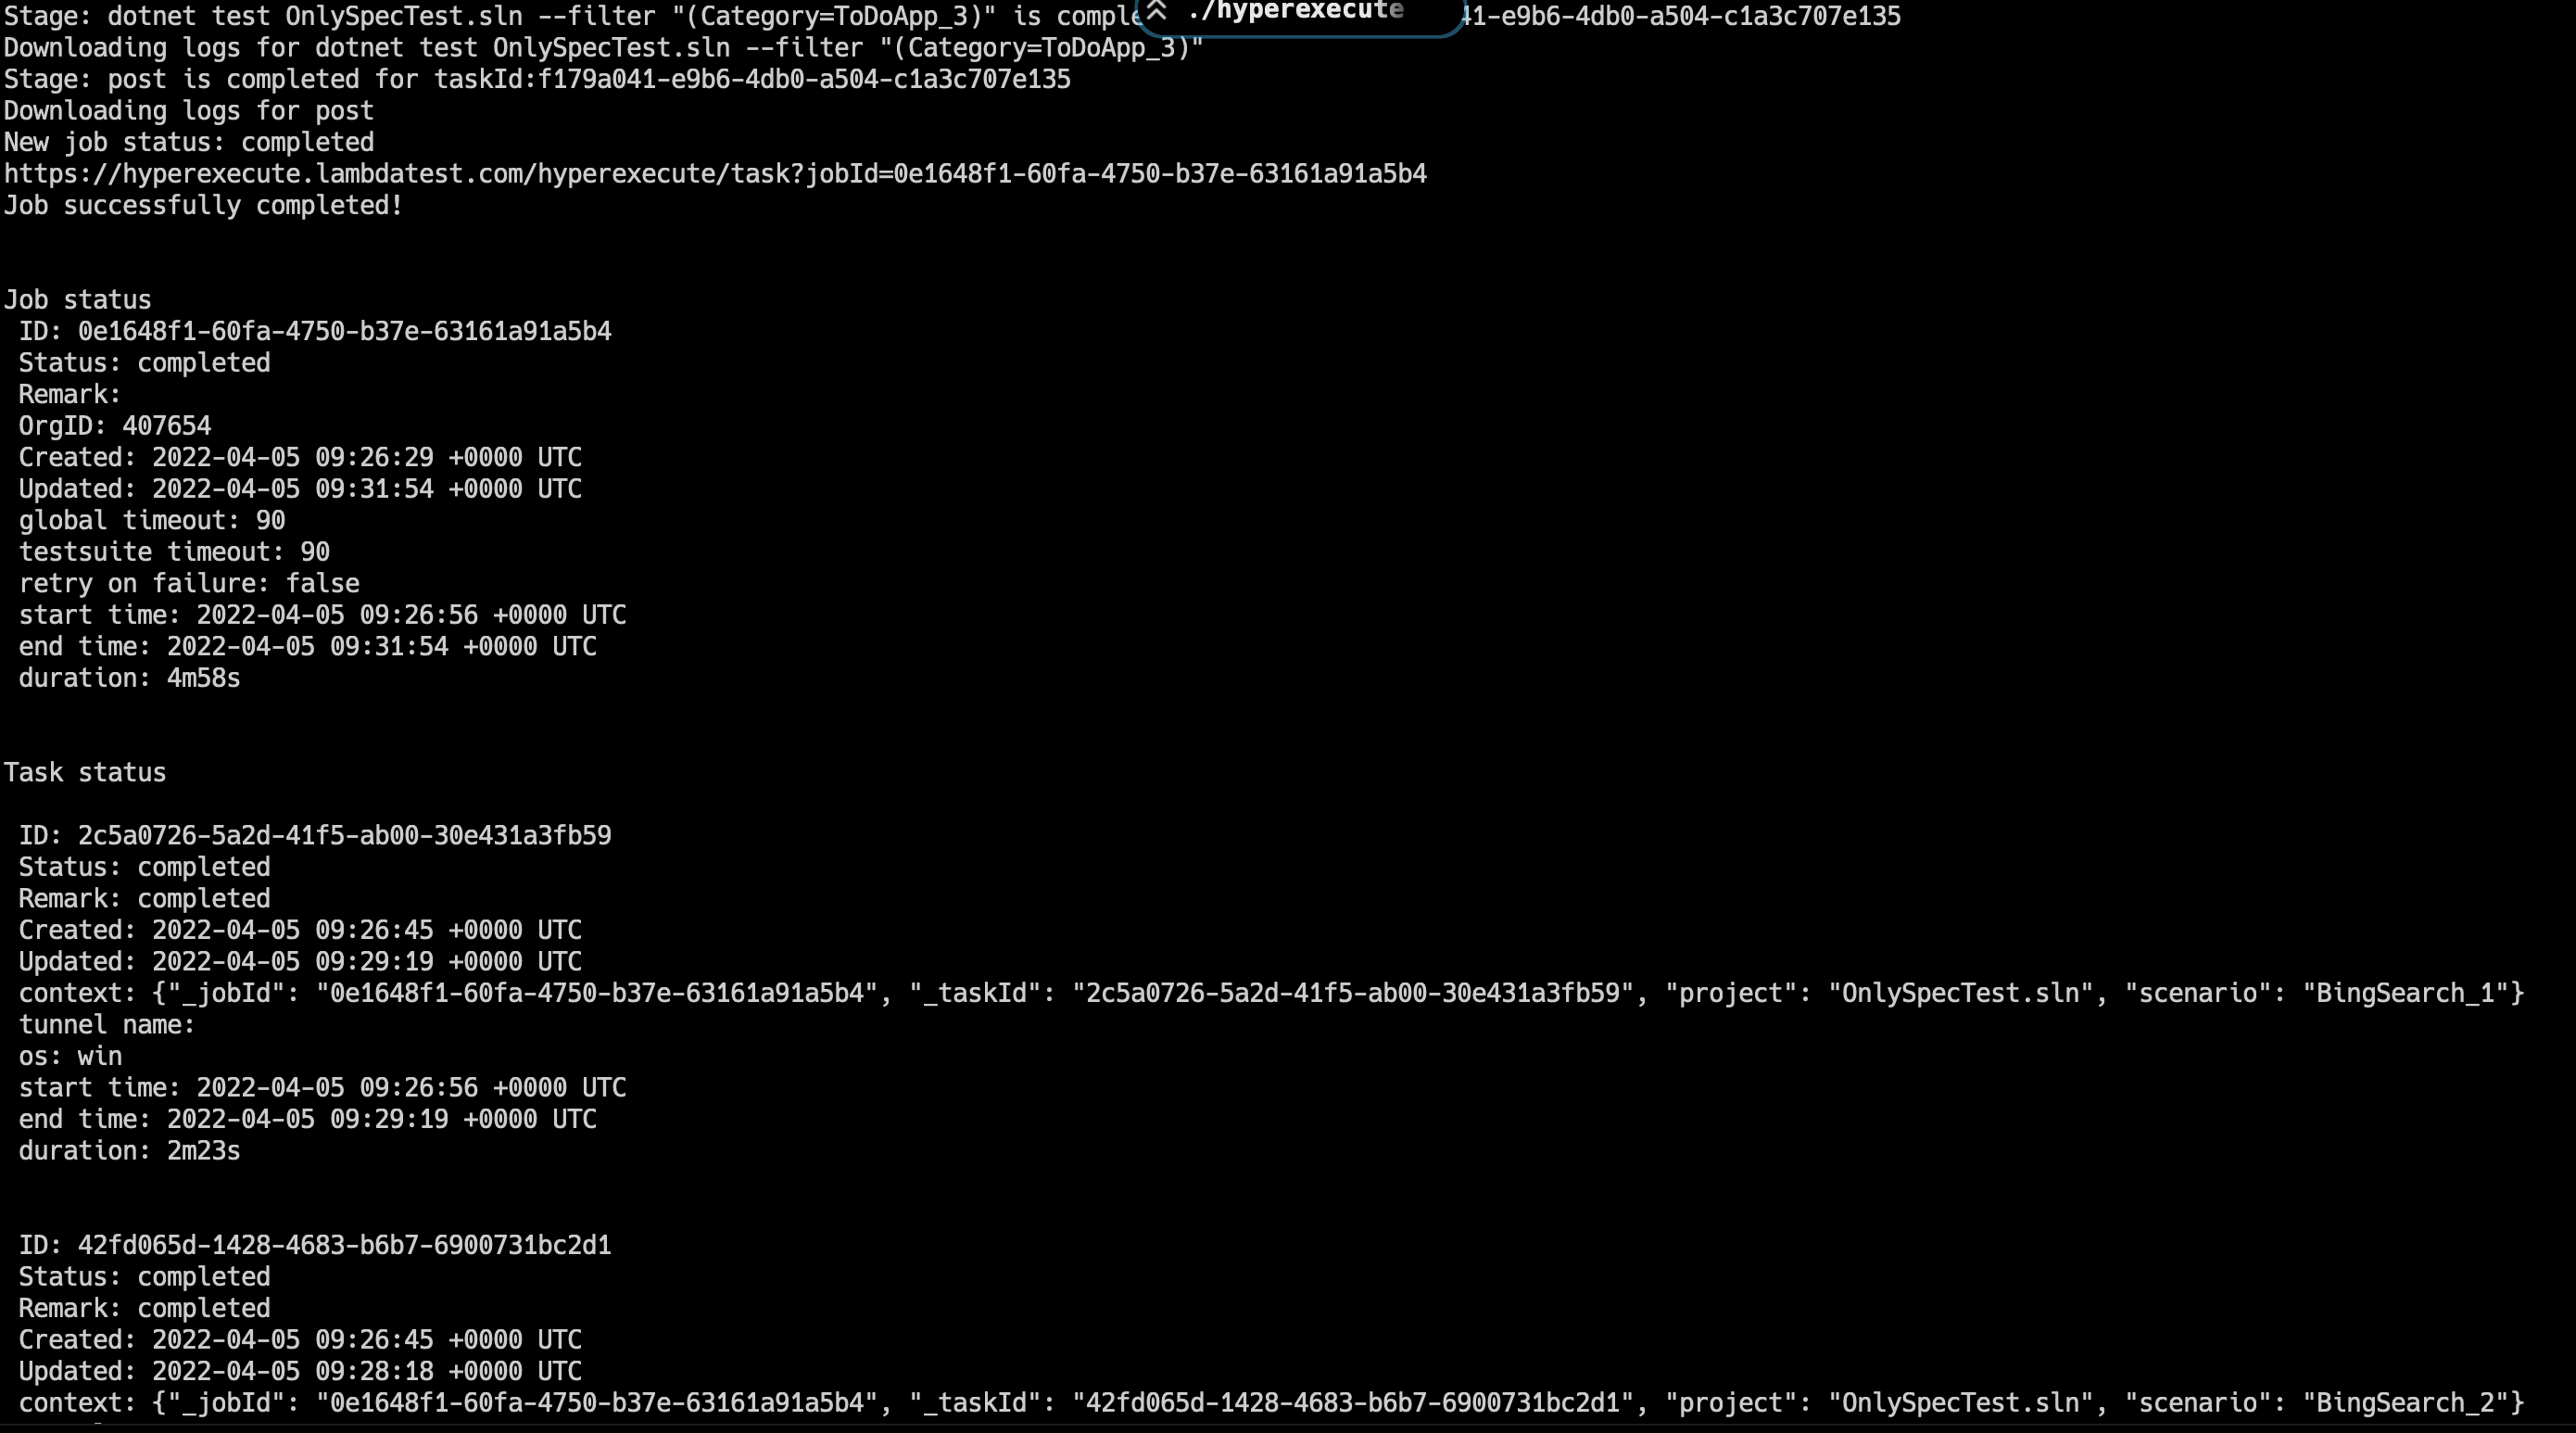 Stage: dotnet test OnlySpecTest.sln --filter "(Category=ToDoApp_3)" is comple ./hyperexecute 41-e9b6-4db0-a504-c1a3c707e135
Downloading logs for dotnet test OnlySpecTest.sln --filter "(Category=ToDoApp_3)"
Stage: post is completed for taskId:f179a041-e9b6-4db0-a504-c1a3c707e135
Downloading logs for post
New job status: completed
https://hyperexecute.lambdatest.com/hyperexecute/task?jobId=0e1648f1-60fa-4750-b37e-63161a91a5b4
Job successfully completed!
Job status
ID: 0e1648f1-60fa-4750-b37e-63161a91a5b4
Status: completed
Remark:
OrgID: 407654
Created: 2022-04-05 09:26:29 +0000 UTC
Updated: 2022-04-05 09:31:54 +0000 UTC
global timeout: 90
testsuite timeout: 90
retry on failure: false
start time: 2022-04-05 09:26:56 +0000 UTC
end time: 2022-04-05 09:31:54 +0000 UTC
duration: 4m58s
Task status
ID: 2c5a0726-5a2d-41f5-ab00-30e431a3fb59
Status: completed
Remark: completed
Created: 2022-04-05 09:26:45 +0000 UTC
Updated: 2022-04-05 09:29:19 +0000 UTC
context: {"_jobId": "0e1648f1-60fa-4750-b37e-63161a91a5b4", "_taskId": "2c5a0726-5a2d-41f5-ab00-30e431a3fb59", "project": "OnlySpecTest.sln", "scenario": "BingSearch_1"}
tunnel name:
os: win
start time: 2022-04-05 09:26:56 +0000 UTC
end time: 2022-04-05 09:29:19 +0000 UTC
duration: 2m23s
ID: 42fd065d-1428-4683-b6b7-6900731bc2d1
Status: completed
Remark: completed
Created: 2022-04-05 09:26:45 +0000 UTC
Updated: 2022-04-05 09:28:18 +0000 UTC
context: {"_jobId": "0e1648f1-60fa-4750-b37e-63161a91a5b4", "_taskId": "42fd065d-1428-4683-b6b7-6900731bc2d1", "project": "OnlySpecTest.sln", "scenario": "BingSearch_2"}